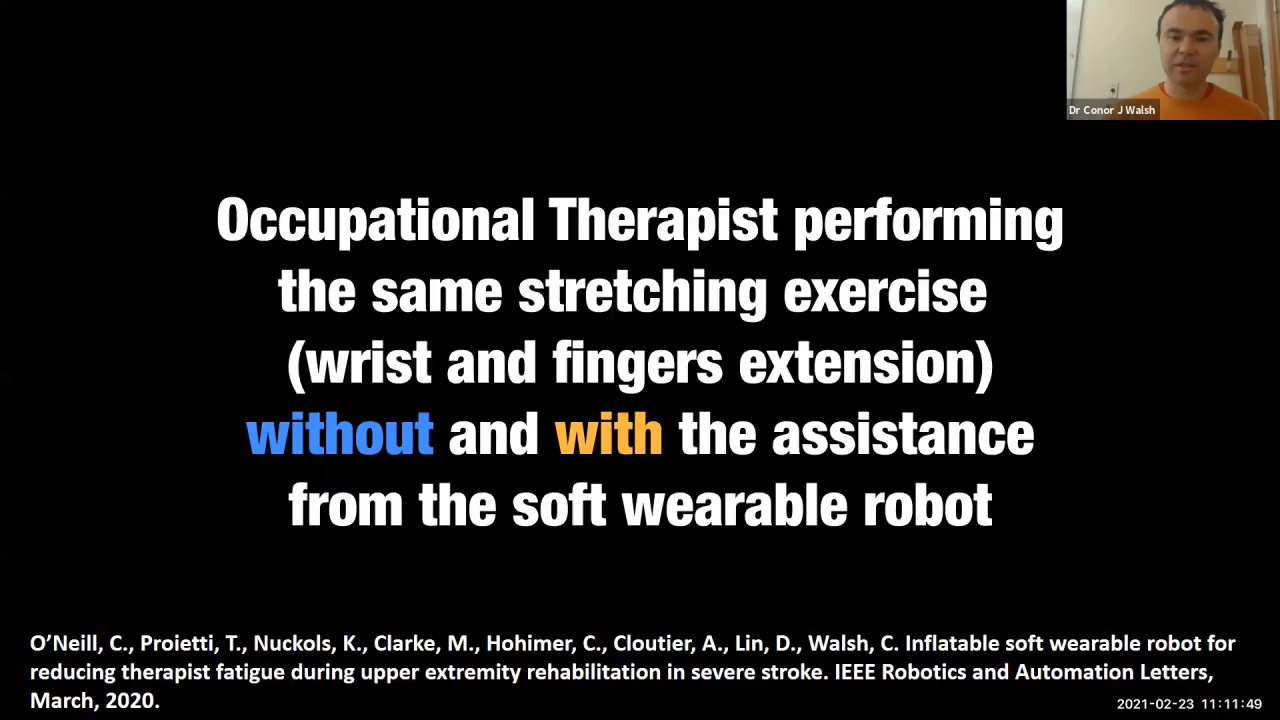 Dr Conor J Walsh
Occupational Therapist performing
the same stretching exercise
(wrist and fingers extension)
without and with the assistance
from the soft wearable robot
O’Neill, C., Proietti, T., Nuckols, K., Clarke, M., Hohimer, C., Cloutier, A., Lin, D., Walsh, C. Inflatable soft wearable robot for
reducing therapist fatigue during upper extremity rehabilitation in severe stroke. IEEE Robotics and Automation Letters,
March, 2020.
2021-02-23 11:11:49